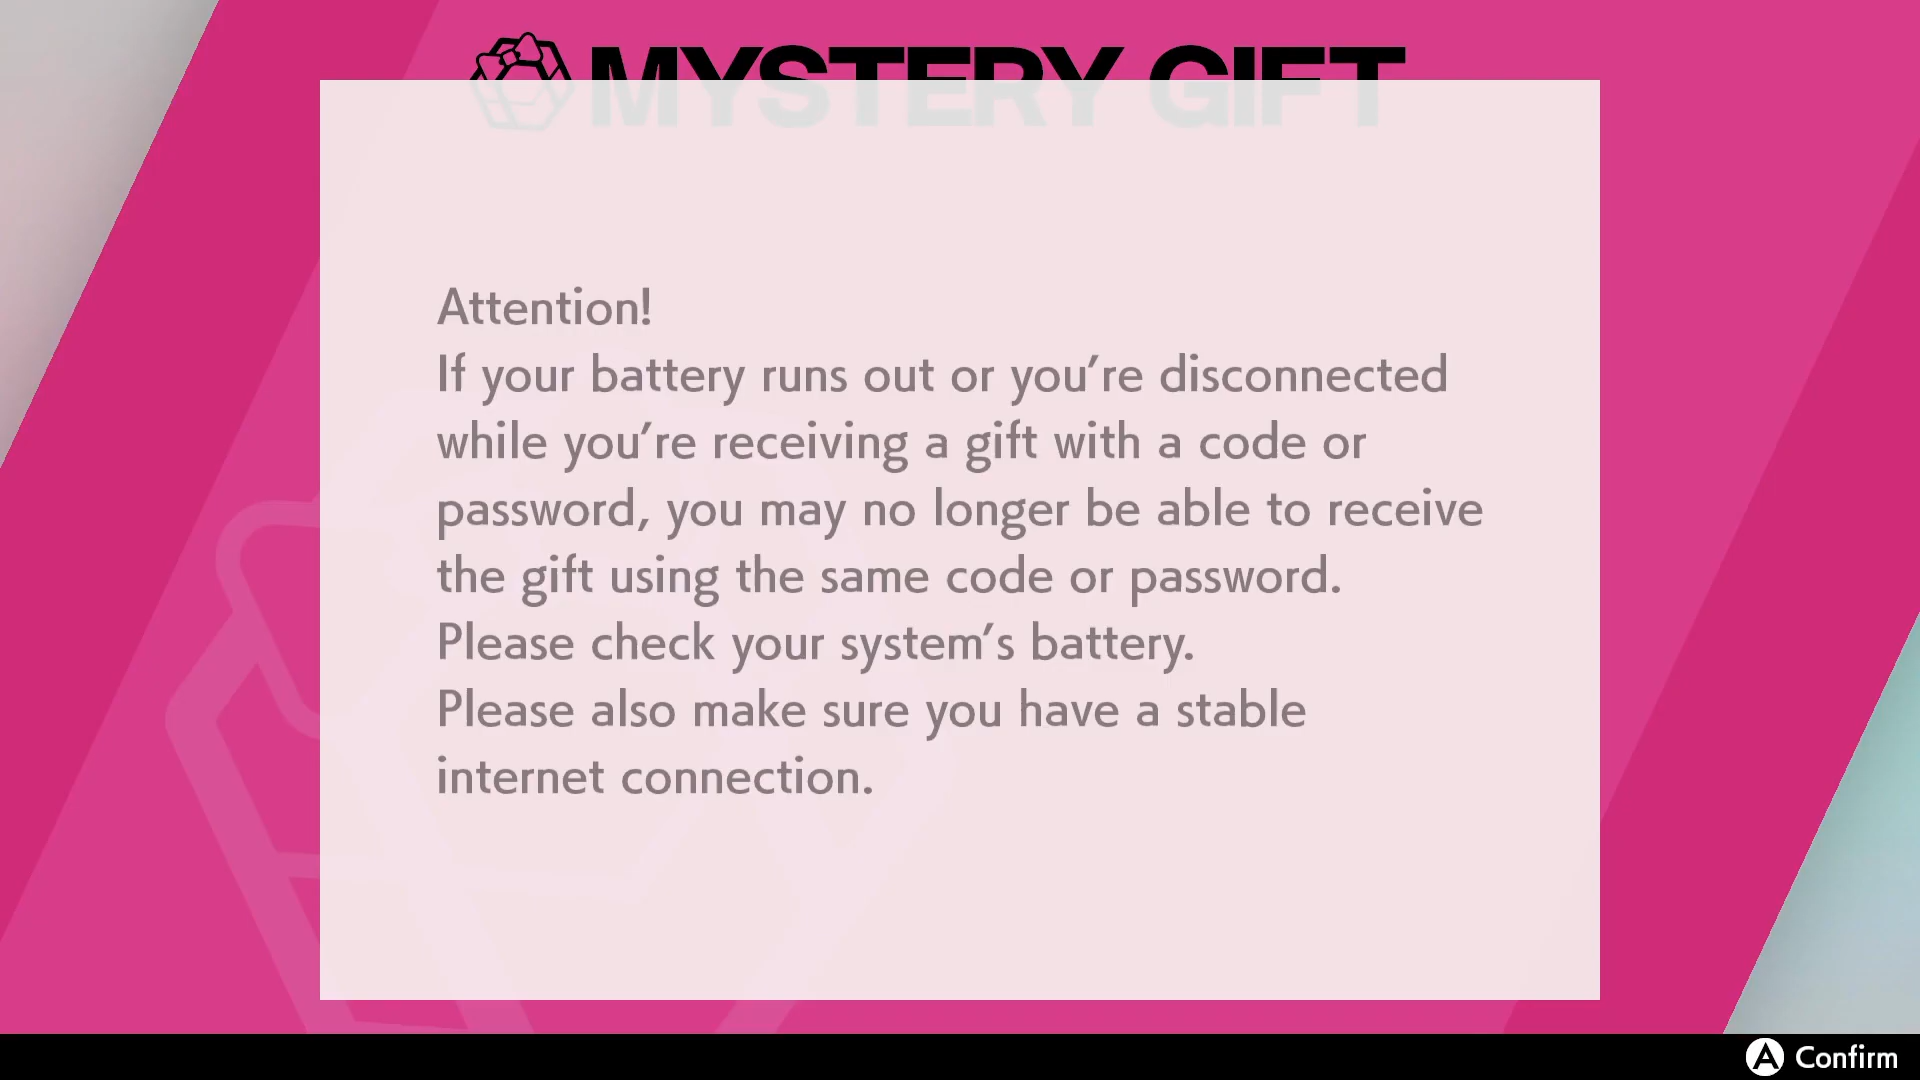 MYSTERY GIFT
Attention!
If your battery runs out or you’re disconnected
while you’re receiving a gift with a code or
password, you may no longer be able to receive
the gift using the same code or password.
Please check your system’s battery.
Please also make sure you have a stable
internet connection.
A Confirm